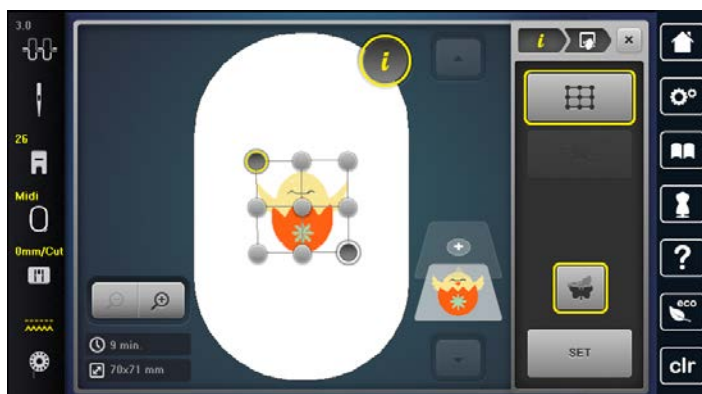 3.0
26
Midi
0mm/Cut
i
9 min.
70x71 mm
i
SET
?
eco
clr